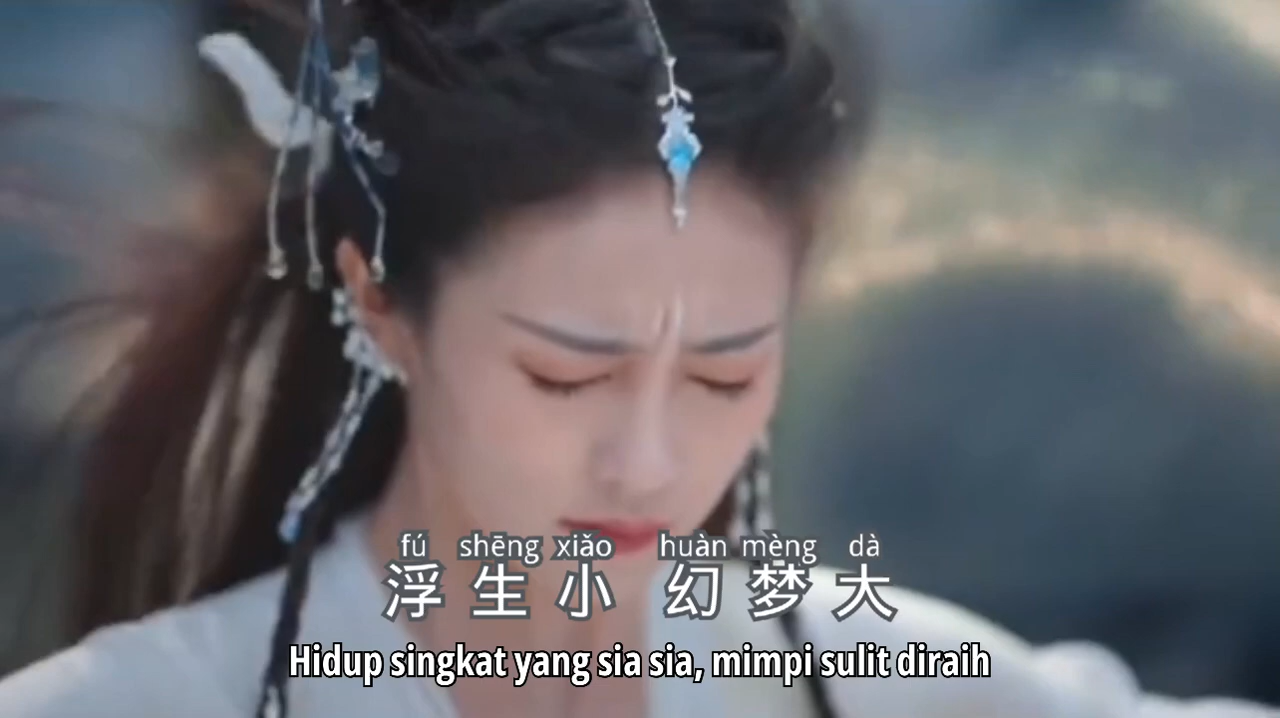 fú shēng xiǎo huàn mèng dà
浮生小 幻梦大
Hidup singkat yang sia sia, mimpi sulit diraih